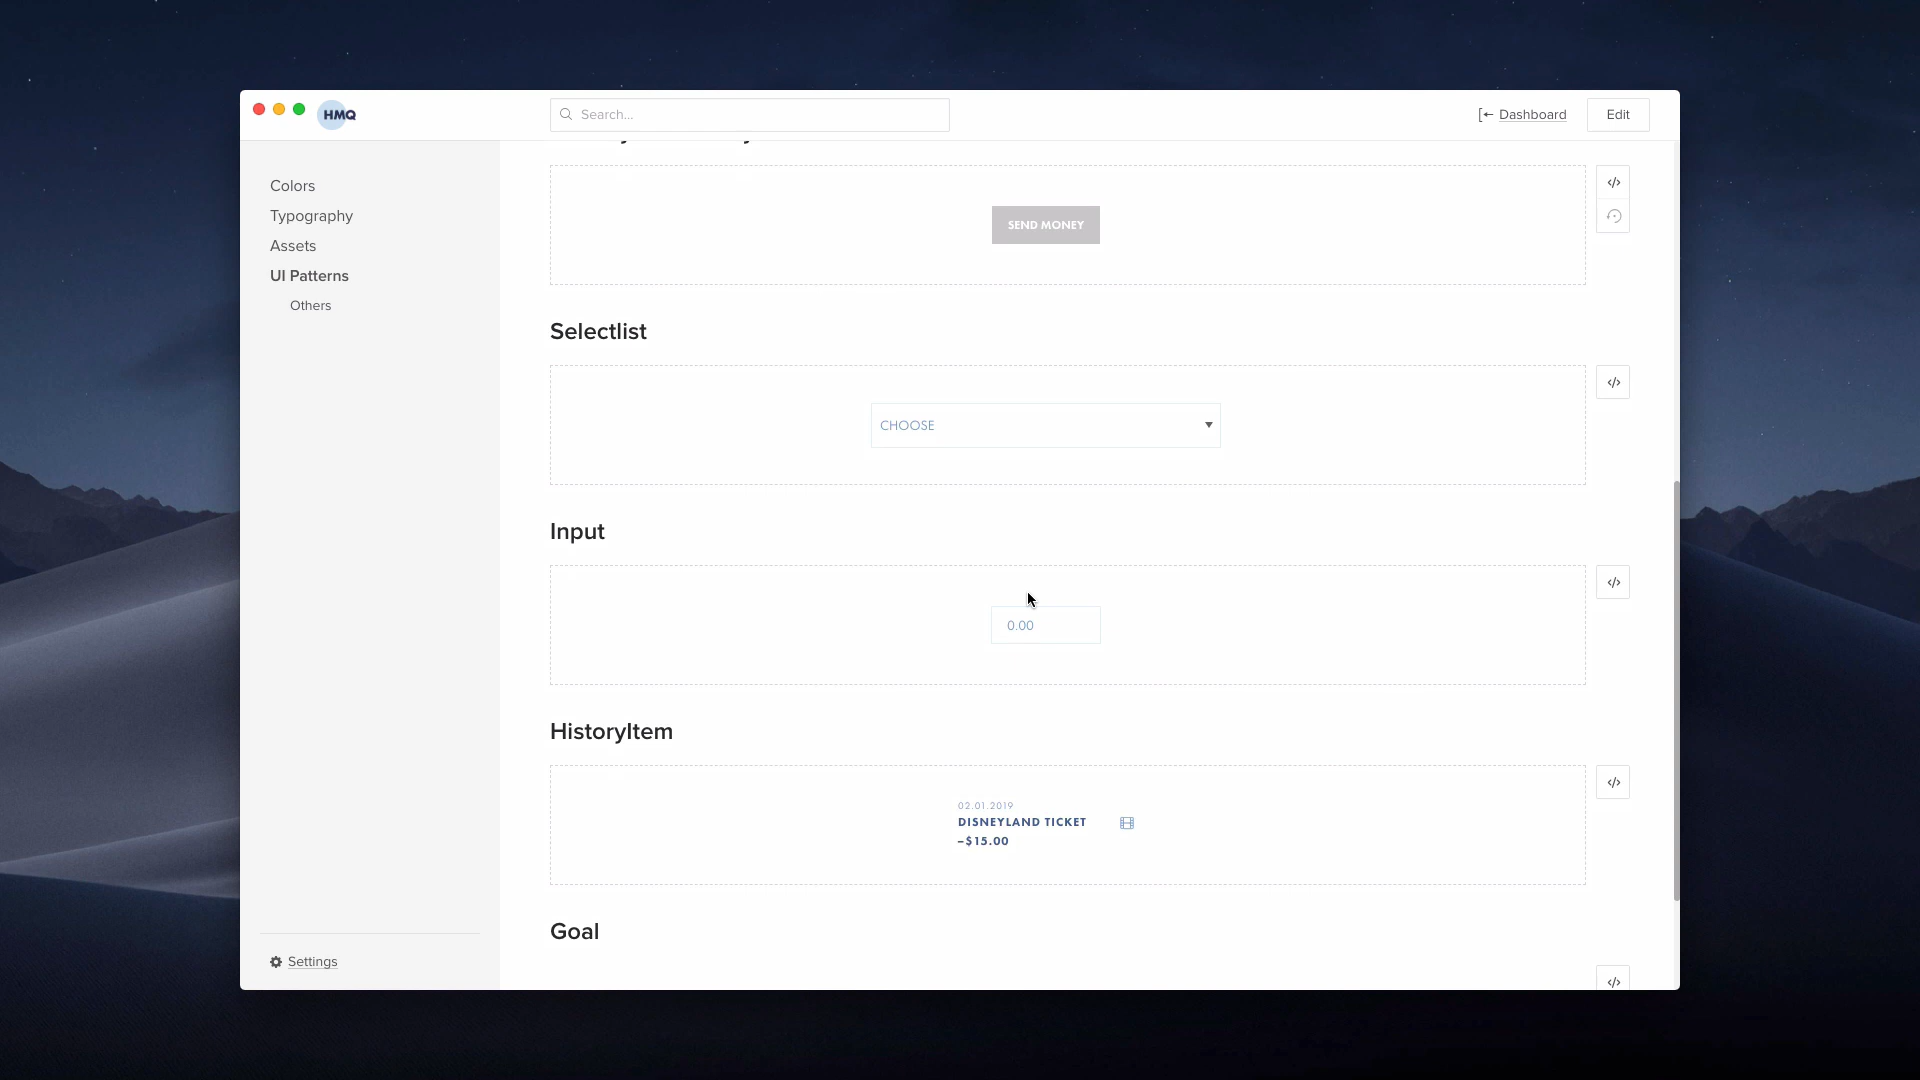 HMQ
Search...
Dashboard
Edit
Colors
Typography
Assets
UI Patterns
Others
SEND MONEY
Selectlist
CHOOSE
Input
0.00
HistoryItem
02.01.2019
DISNEYLAND TICKET
–$15.00
Goal
Settings